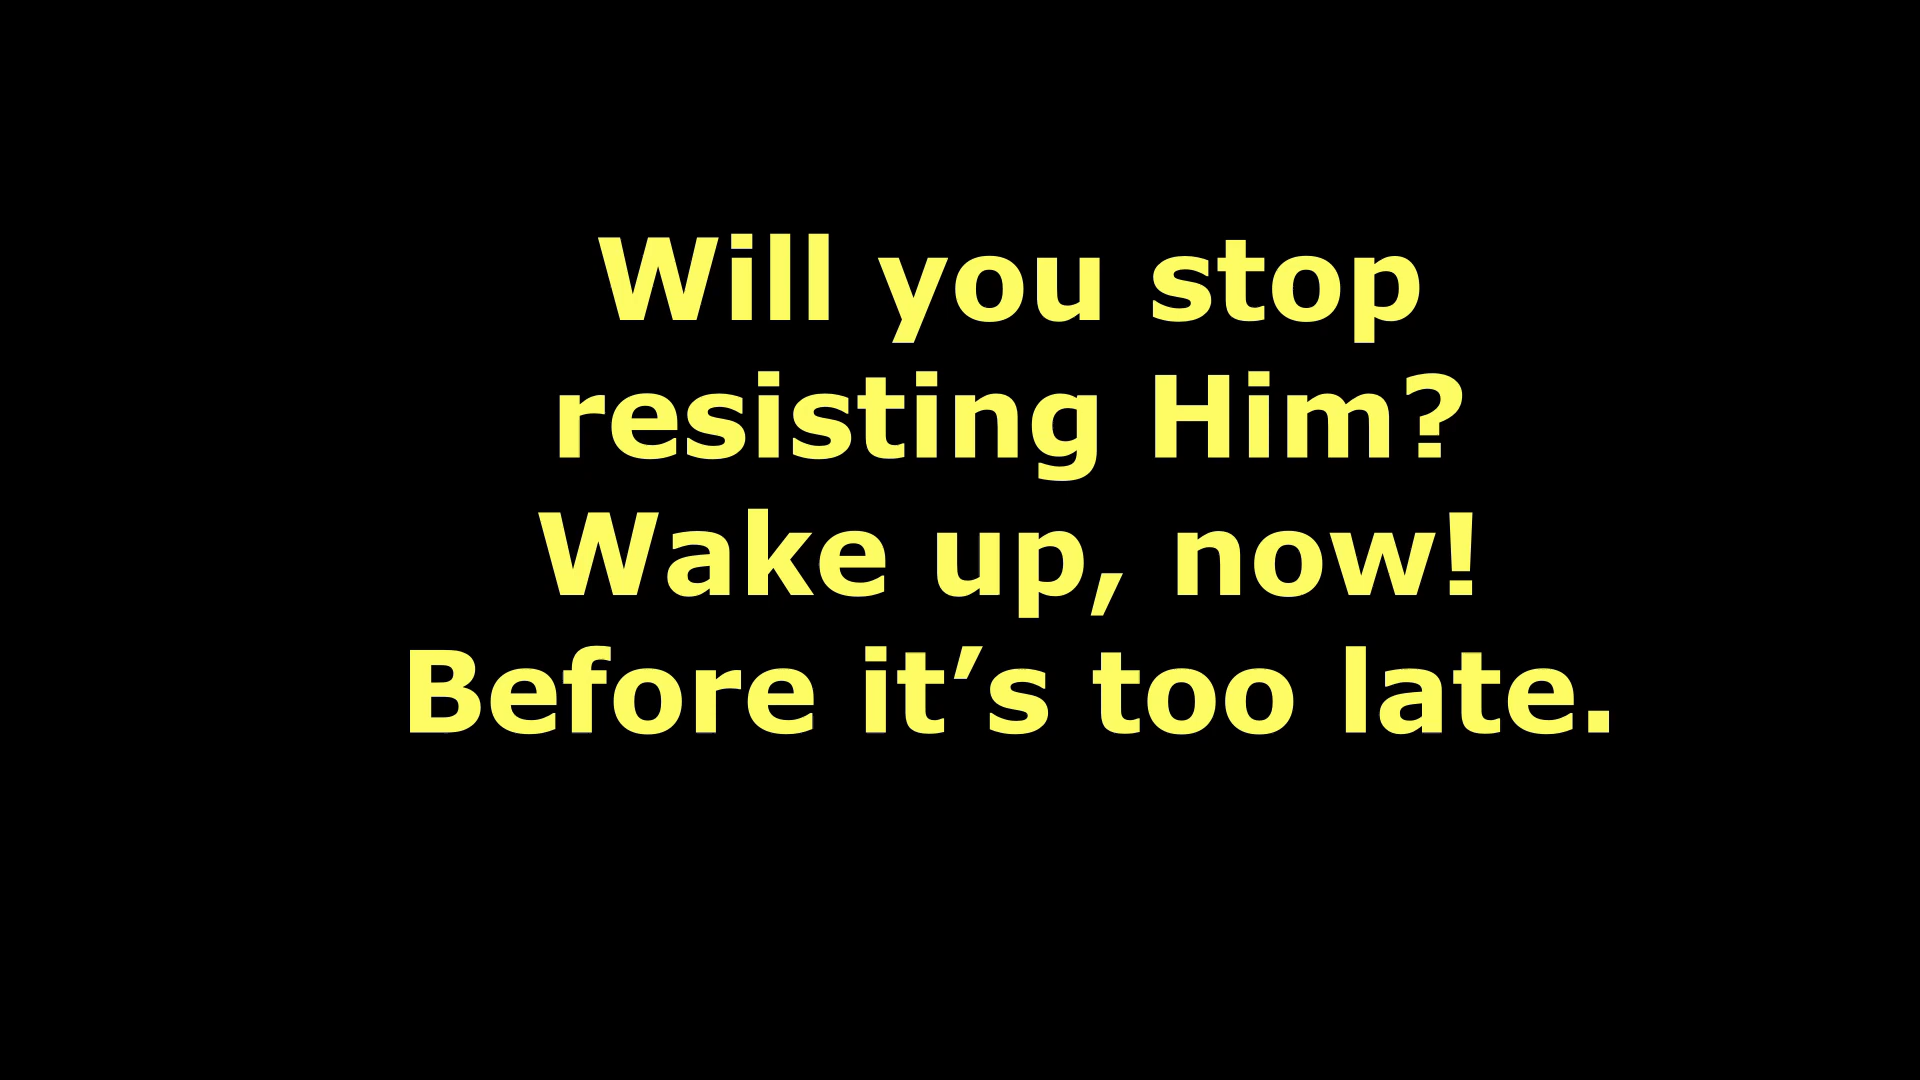 Will you stop
resisting Him?
Wake up, now!
Before it’s too late.